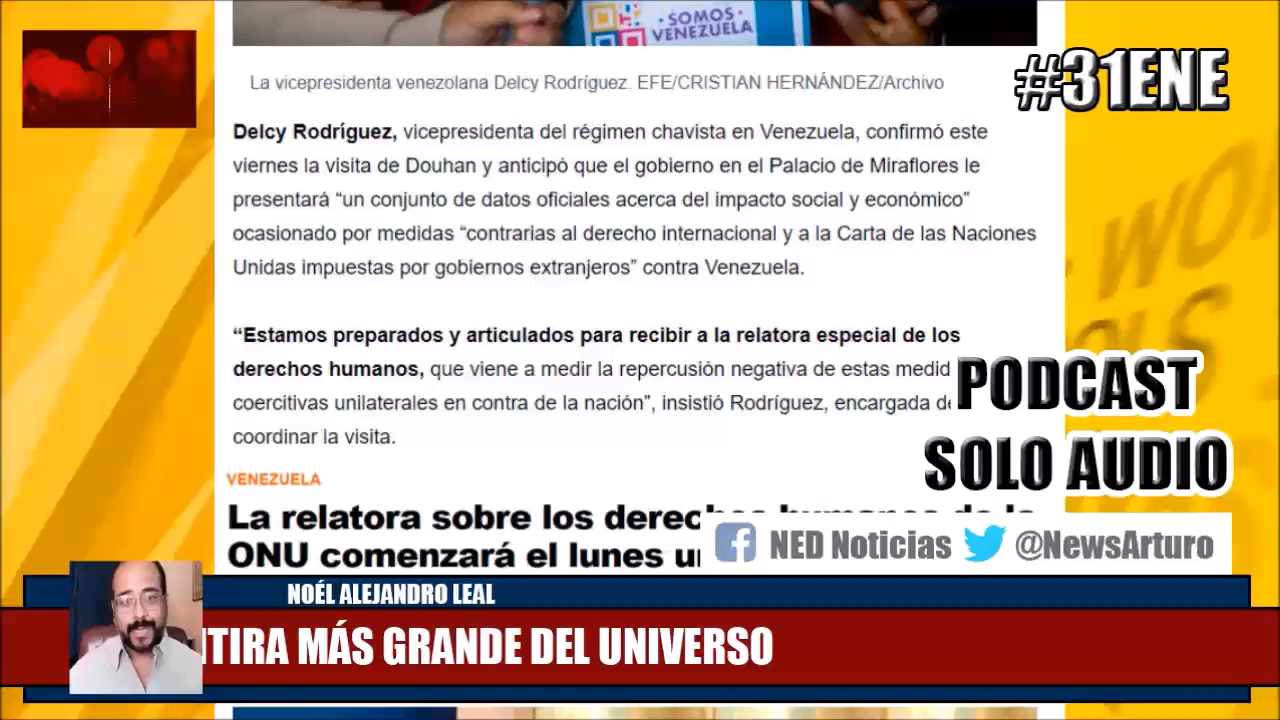 SOMOS
VENEZUELA
#31ENE
La vicepresidenta venezolana Delcy Rodríguez. EFE/CRISTIAN HERNÁNDEZ/Archivo
Delcy Rodríguez, vicepresidenta del régimen chavista en Venezuela, confirmó este
viernes la visita de Douhan y anticipó que el gobierno en el Palacio de Miraflores le
presentará “un conjunto de datos oficiales acerca del impacto social y económico”
ocasionado por medidas “contrarias al derecho internacional y a la Carta de las Naciones
Unidas impuestas por gobiernos extranjeros” contra Venezuela.
“Estamos preparados y articulados para recibir a la relatora especial de los
derechos humanos, que viene a medir la repercusión negativa de estas medid
coercitivas unilaterales en contra de la nación”, insistió Rodríguez, encargada de
coordinar la visita.
PODCAST
SOLO AUDIO
VENEZUELA
La relatora sobre los derechos humanos de la
ONU comenzará el lunes u
NED Noticias @NewsArturo
NOÉL ALEJANDRO LEAL
TIRA MÁS GRANDE DEL UNIVERSO